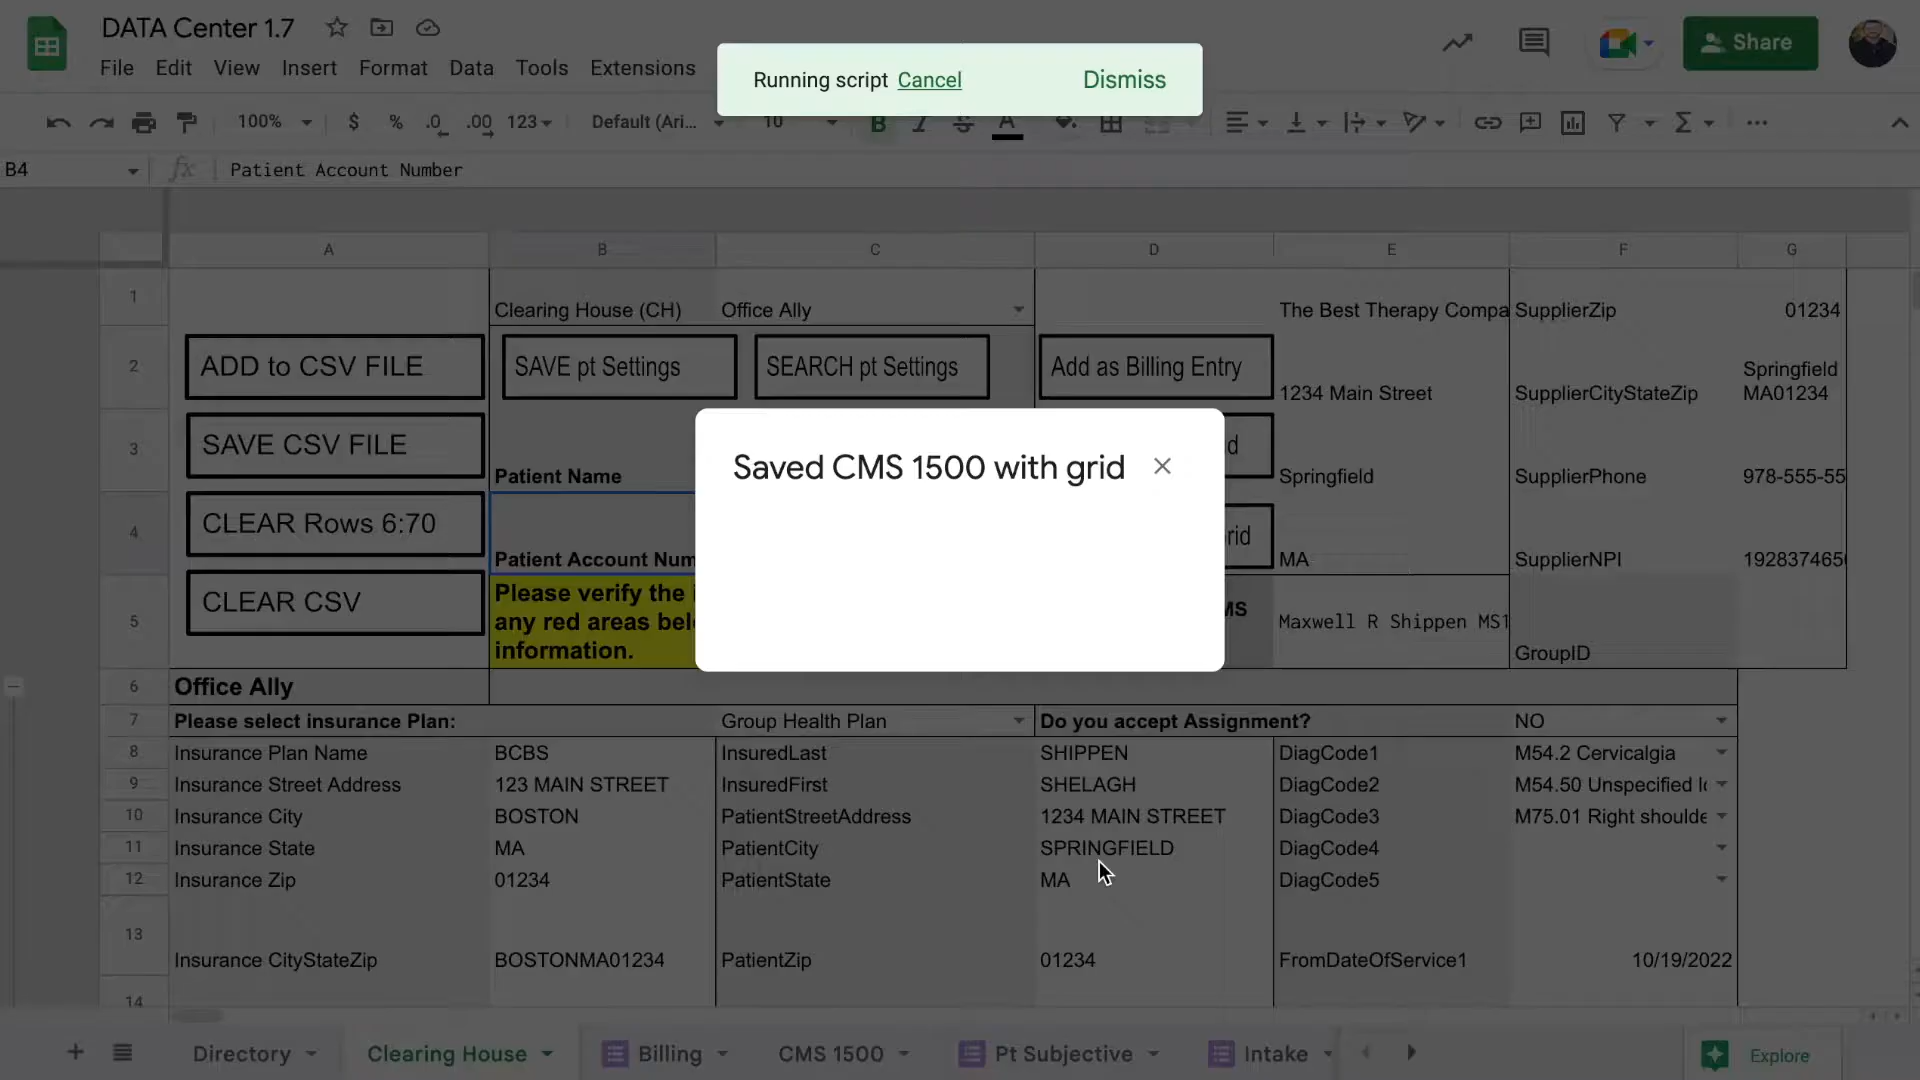 DATA Center 1.7
File Edit View Insert Format Data Tools Extensions
Running script Cancel Dismiss
Share
100% $ % .0 .00 123 Default (Ari... 10 B I S A
B4 Patient Account Number
A B C D E F G
1 Clearing House (CH) Office Ally The Best Therapy Compa SupplierZip 01234
2 ADD to CSV FILE SAVE pt Settings SEARCH pt Settings Add as Billing Entry 1234 Main Street SupplierCityStateZip Springfield
MA01234
3 SAVE CSV FILE Patient Name d Springfield SupplierPhone 978-555-55
Saved CMS 1500 with grid
4 CLEAR Rows 6:70 Patient Account Num rid MA SupplierNPI 192837465
5 CLEAR CSV Please verify the MS Maxwell R Shippen MS1 GroupID
any red areas bel
information.
6 Office Ally
7 Please select insurance Plan: Group Health Plan Do you accept Assignment? NO
8 Insurance Plan Name BCBS InsuredLast SHIPPEN DiagCode1 M54.2 Cervicalgia
9 Insurance Street Address 123 MAIN STREET InsuredFirst SHELAGH DiagCode2 M54.50 Unspecified l
10 Insurance City BOSTON PatientStreetAddress 1234 MAIN STREET DiagCode3 M75.01 Right shoulde
11 Insurance State MA PatientCity SPRINGFIELD DiagCode4
12 Insurance Zip 01234 PatientState MA DiagCode5
13 Insurance CityStateZip BOSTONMA01234 PatientZip 01234 FromDateOfService1 10/19/2022
14
Directory Clearing House Billing CMS 1500 Pt Subjective Intake Explore